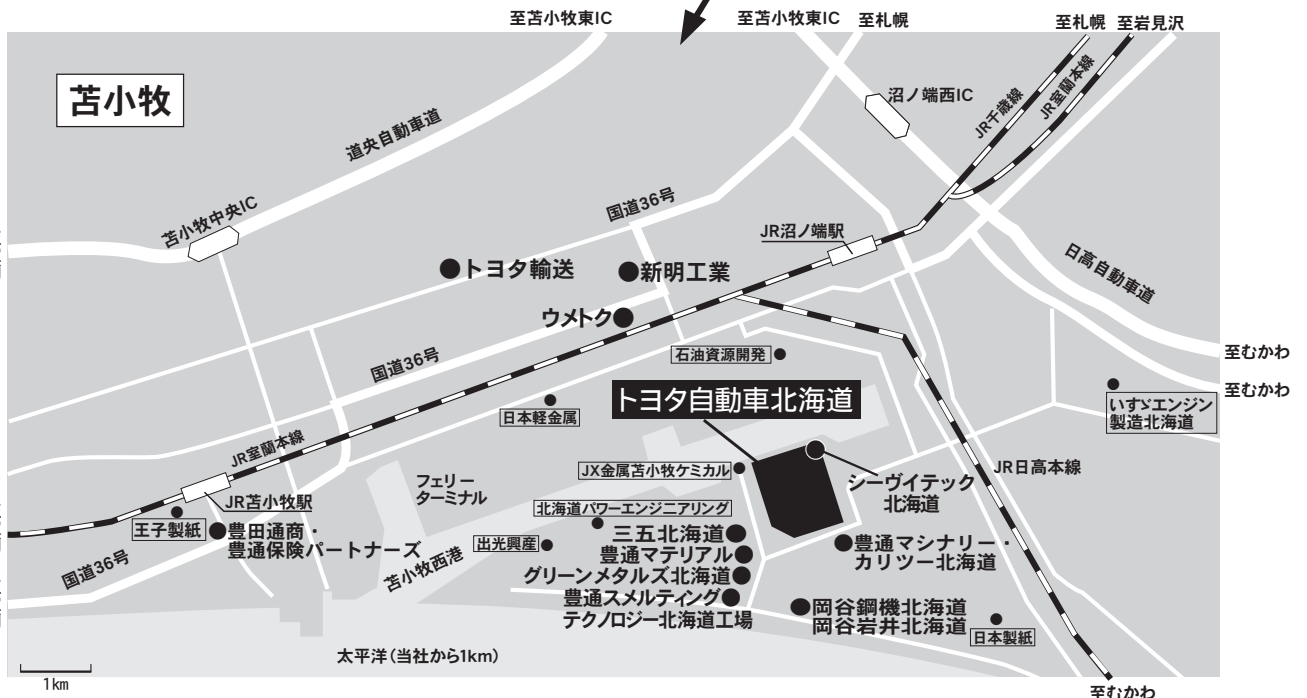 至苫小牧東IC
至苫小牧東IC
至札幌
至札幌
至岩見沢
苫小牧
道央自動車道
沼ノ端西IC
JR千歳線
JR室蘭本線
苫小牧中央IC
国道36号
JR沼ノ端駅
トヨタ輸送
新明工業
日高自動車道
ウメトク
国道36号
石油資源開発
至むかわ
至むかわ
トヨタ自動車北海道
日本軽金属
いすゞエンジン
製造北海道
JR室蘭本線
JX金属苫小牧ケミカル
JR日高本線
フェリー
ターミナル
シーヴイテック
北海道
JR苫小牧駅
北海道パワーエンジニアリング
王子製紙
豊田通商・
豊通保険パートナーズ
三五北海道
出光興産
豊通マテリアル
豊通マシナリー・
カリツー北海道
国道36号
苫小牧西港
グリーンメタルズ北海道
豊通スメルティング
テクノロジー北海道工場
岡谷鋼機北海道
岡谷岩井北海道
日本製紙
太平洋(当社から1km)
1km
至むかわ